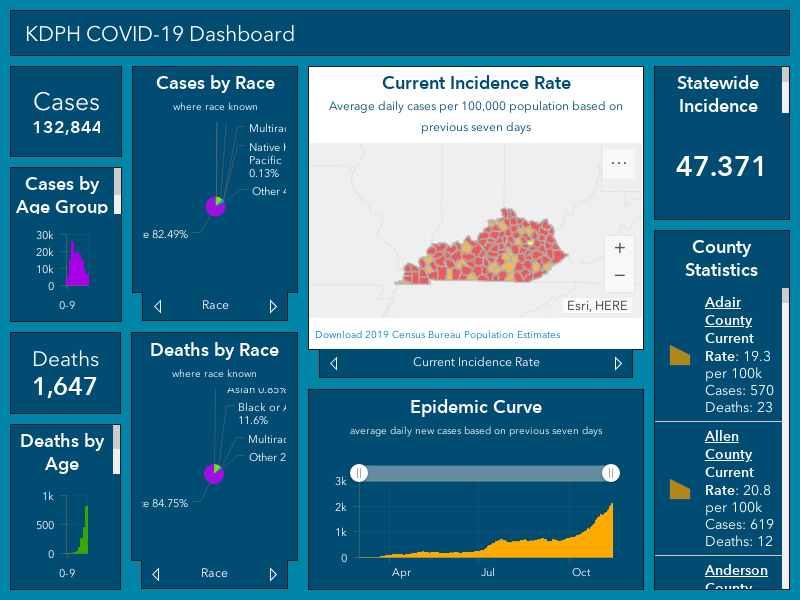 KDPH COVID-19 Dashboard
Cases
132,844
Cases by
Age Group
30k
20k
10k
0
0-9
Deaths
1,647
Deaths by
Age
1k
500
0
0-9
Cases by Race
where race known
Pacific
0.13%
Other
82.49%
Race
Deaths by Race
where race known
Asian 0.85%
Black or
11.6%
Other 2
84.75%
Race
Current Incidence Rate
Average daily cases per 100,000 population based on
previous seven days
Esri, HERE
Download 2019 Census Bureau Population Estimates
Current Incidence Rate
Epidemic Curve
average daily new cases based on previous seven days
3k
2k
1k
0
Apr
Jul
Oct
Statewide
Incidence
47.371
County
Statistics
Adair
County
Current
Rate: 19.3
per 100k
Cases: 570
Deaths: 23
Allen
County
Current
Rate: 20.8
per 100k
Cases: 619
Deaths: 12
Anderson
County